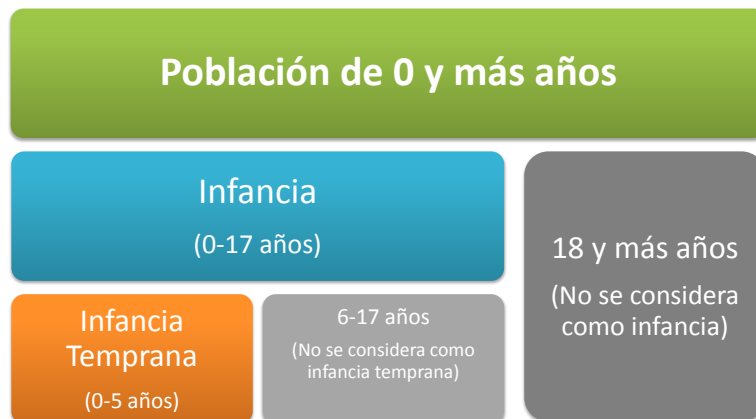 Población de 0 y más años
Infancia
(0-17 años)
18 y más años
(No se considera
como infancia)
Infancia
Temprana
(0-5 años)
6-17 años
(No se considera como
infancia temprana)